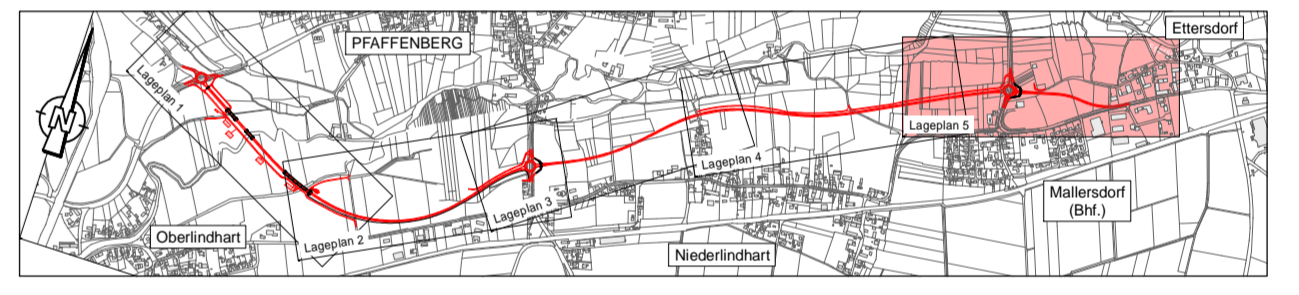 PFAFFENBERG
Ettersdorf
Lageplan 1
Lageplan 5
Lageplan 4
Lageplan 3
Lageplan 2
N
Oberlindhart
Niederlindhart
Mallersdorf
(Bhf.)